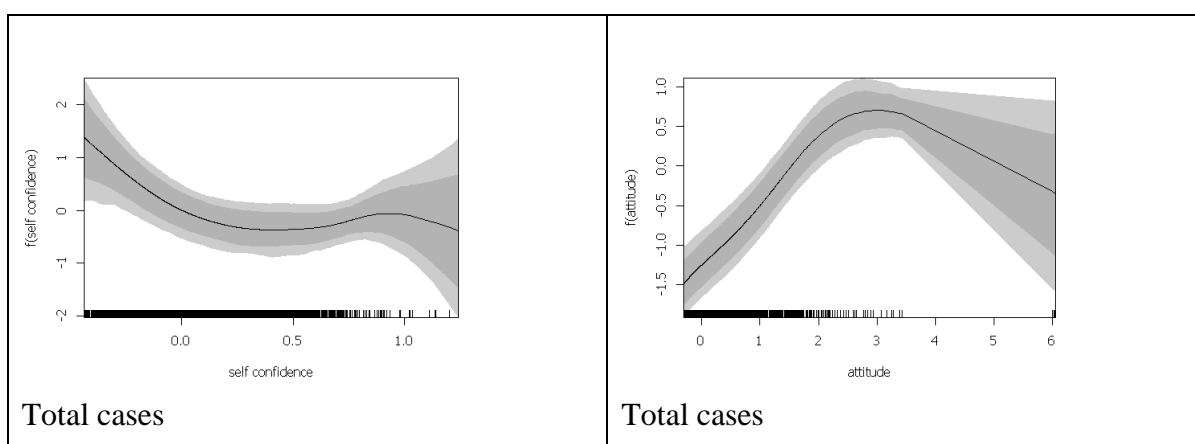 2
1
0
-1
-2
f(self confidence)
0.0 0.5 1.0
self confidence
Total cases
1.0
0.5
0.0
-0.5
-1.0
-1.5
f(attitude)
0 1 2 3 4 5 6
attitude
Total cases